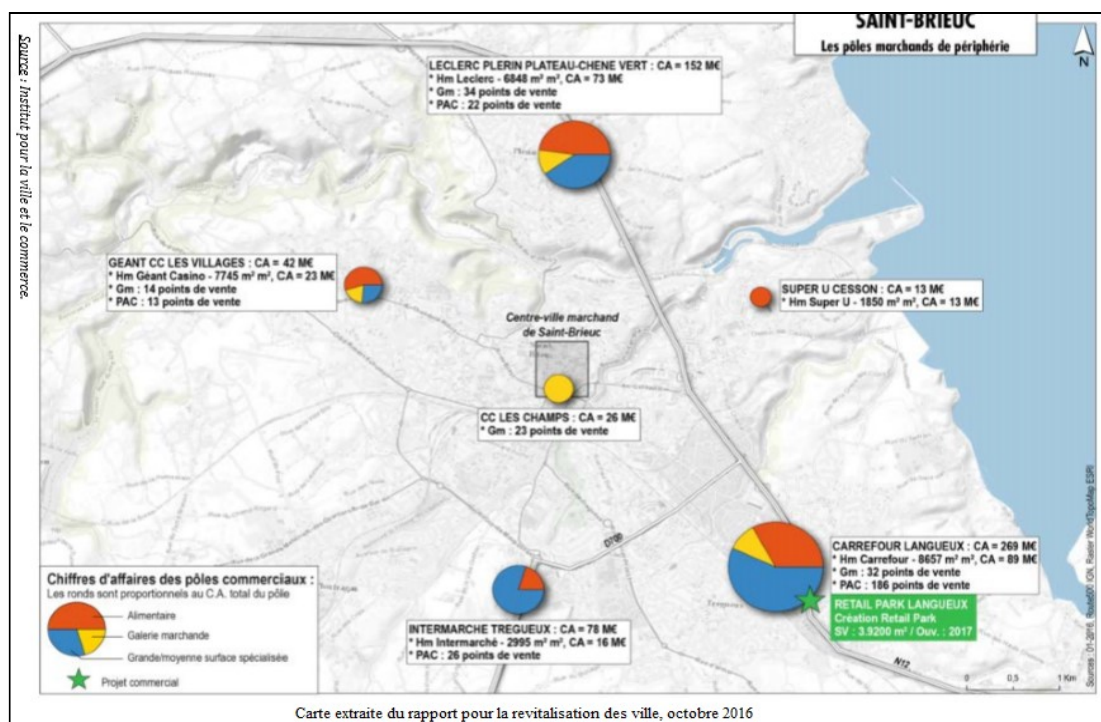 SAINT-BRIEUC
Les pôles marchands de périphérie
N
Source : Institut pour la ville et le commerce.
LECLERC PLERIN PLATEAU-CHENE VERT : CA = 152 M€
* Hm Leclerc - 6848 m² m², CA = 73 M€
* Gm : 34 points de vente
* PAC : 22 points de vente
GEANT CC LES VILLAGES : CA = 42 M€
* Hm Géant Casino - 7745 m² m², CA = 23 M€
* Gm : 14 points de vente
* PAC : 13 points de vente
SUPER U CESSON : CA = 13 M€
* Hm Super U - 1850 m² m², CA = 13 M€
Centre-ville marchand
de Saint-Brieuc
CC LES CHAMPS : CA = 26 M€
* Gm : 23 points de vente
D700
CARREFOUR LANGUEUX : CA = 269 M€
* Hm Carrefour - 8657 m² m², CA = 89 M€
* Gm : 32 points de vente
* PAC : 186 points de vente
RETAIL PARK LANGUEUX
Création Retail Park
SV : 3.9200 m² / Ouv. : 2017
INTERMARCHE TREGUEUX : CA = 78 M€
* Hm Intermarché - 2995 m² m², CA = 16 M€
* PAC : 26 points de vente
N12
Chiffres d'affaires des pôles commerciaux :
Les ronds sont proportionnels au C.A. total du pôle
Alimentaire
Galerie marchande
Grande/moyenne surface spécialisée
Projet commercial
0 0,5 1 Km
Sources : 01-2016, Route500 IGN, Raster WorldTopoMap ESRI
Carte extraite du rapport pour la revitalisation des ville, octobre 2016